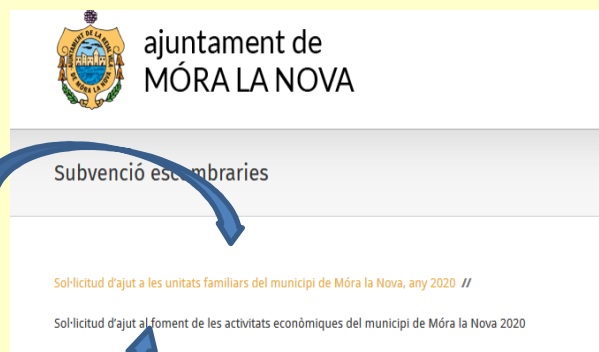 ajuntament de
MÓRA LA NOVA
Subvenció escombraries
Sol·licitud d'ajut a les unitats familiars del municipi de Móra la Nova, any 2020 //
Sol·licitud d'ajut al foment de les activitats econòmiques del municipi de Móra la Nova 2020